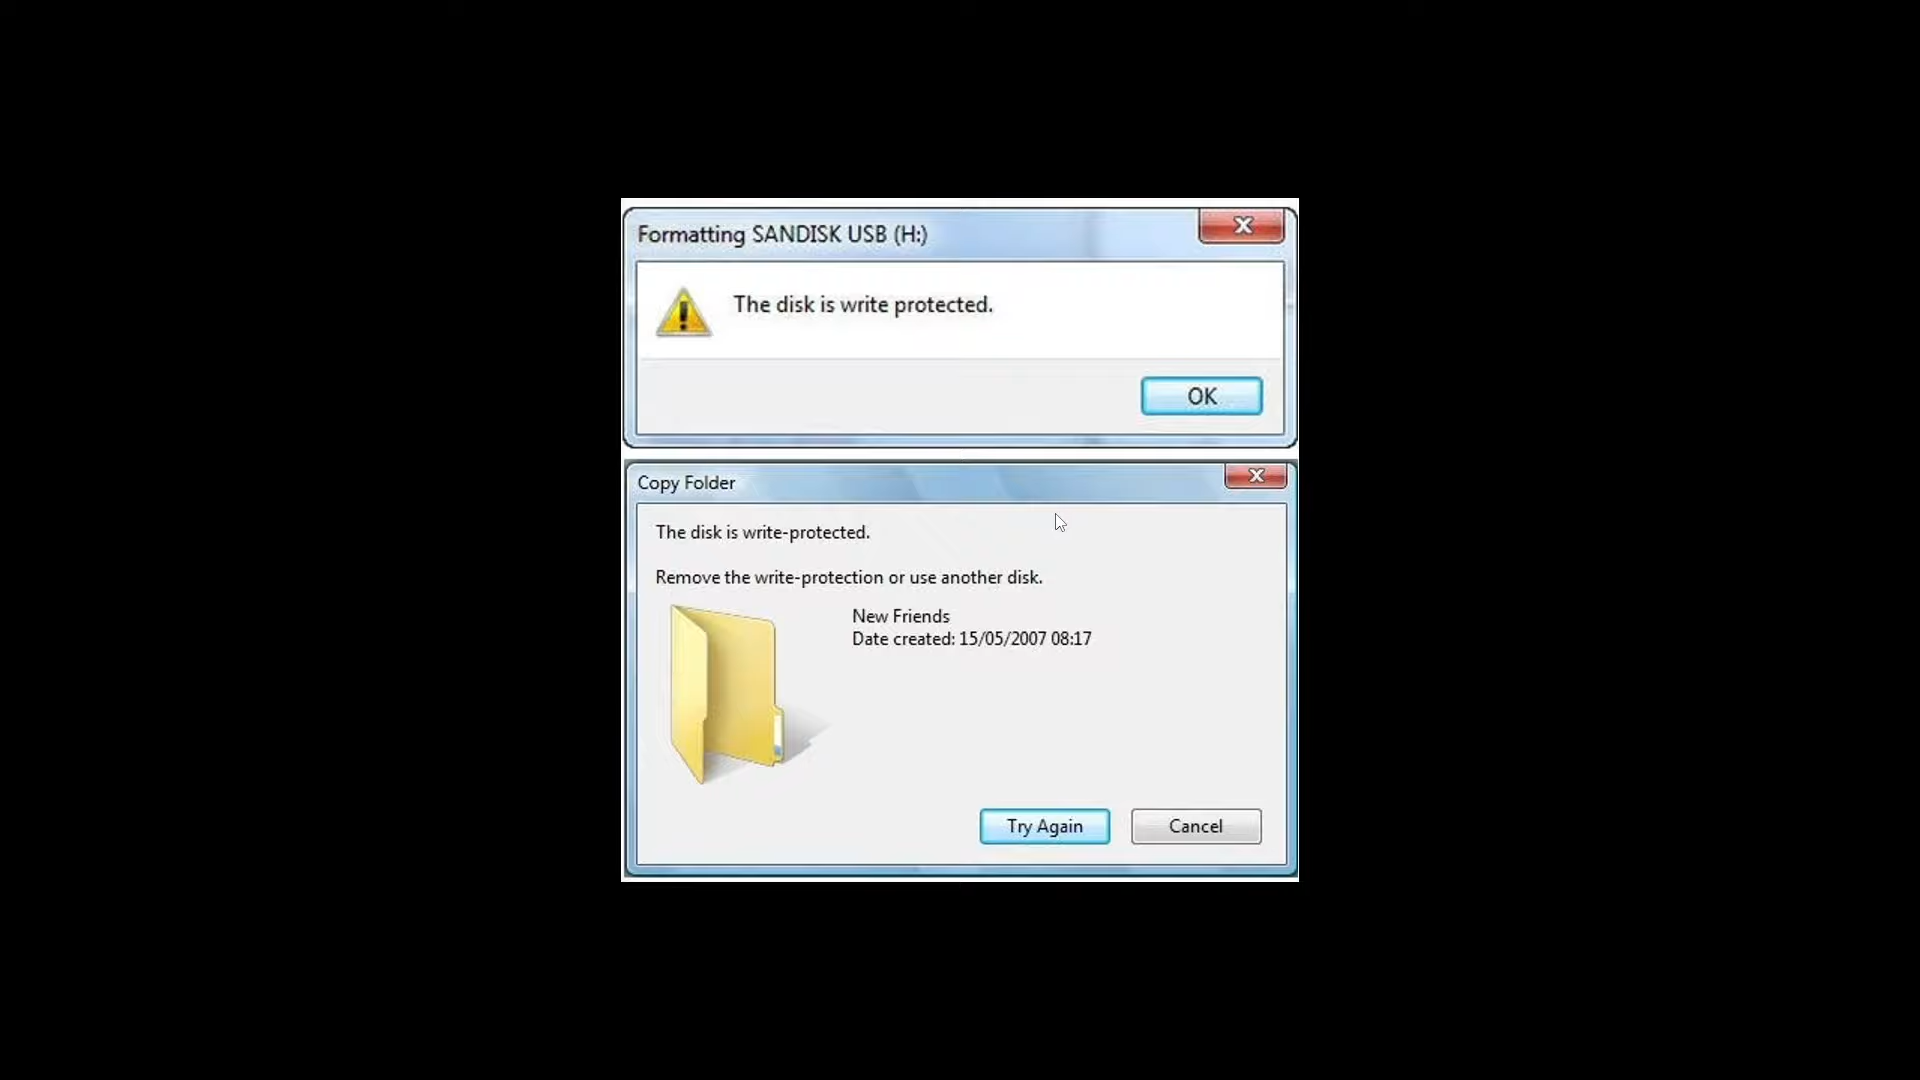 Formatting SANDISK USB (H:)
The disk is write protected.
OK
Copy Folder
The disk is write-protected.
Remove the write-protection or use another disk.
New Friends
Date created: 15/05/2007 08:17
Try Again
Cancel